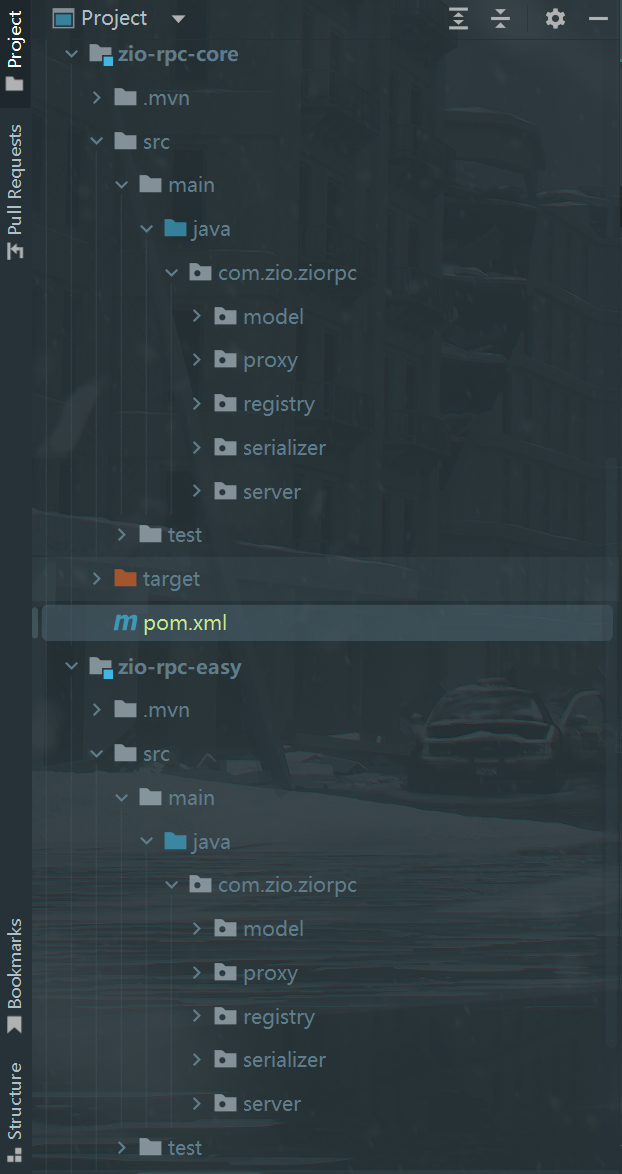 Project
zio-rpc-core
.mvn
src
main
java
com.zio.ziorpc
model
proxy
registry
serializer
server
test
target
pom.xml
zio-rpc-easy
.mvn
src
main
java
com.zio.ziorpc
model
proxy
registry
serializer
server
test
Project
Pull Requests
Bookmarks
Structure